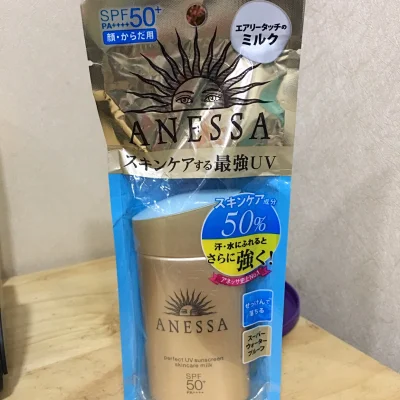 SPF50+
PA++++
顔・からだ用
エアリータッチの
ミルク
ANESSA
スキンケアする最強UV
スキンケア成分
50%
汗・水にふれると
さらに強く!
せっけんで
落ちる
スーパー
ウォーター
プルーフ
ANESSA
perfect UV sunscreen
skincare milk
SPF
50+
PA++++